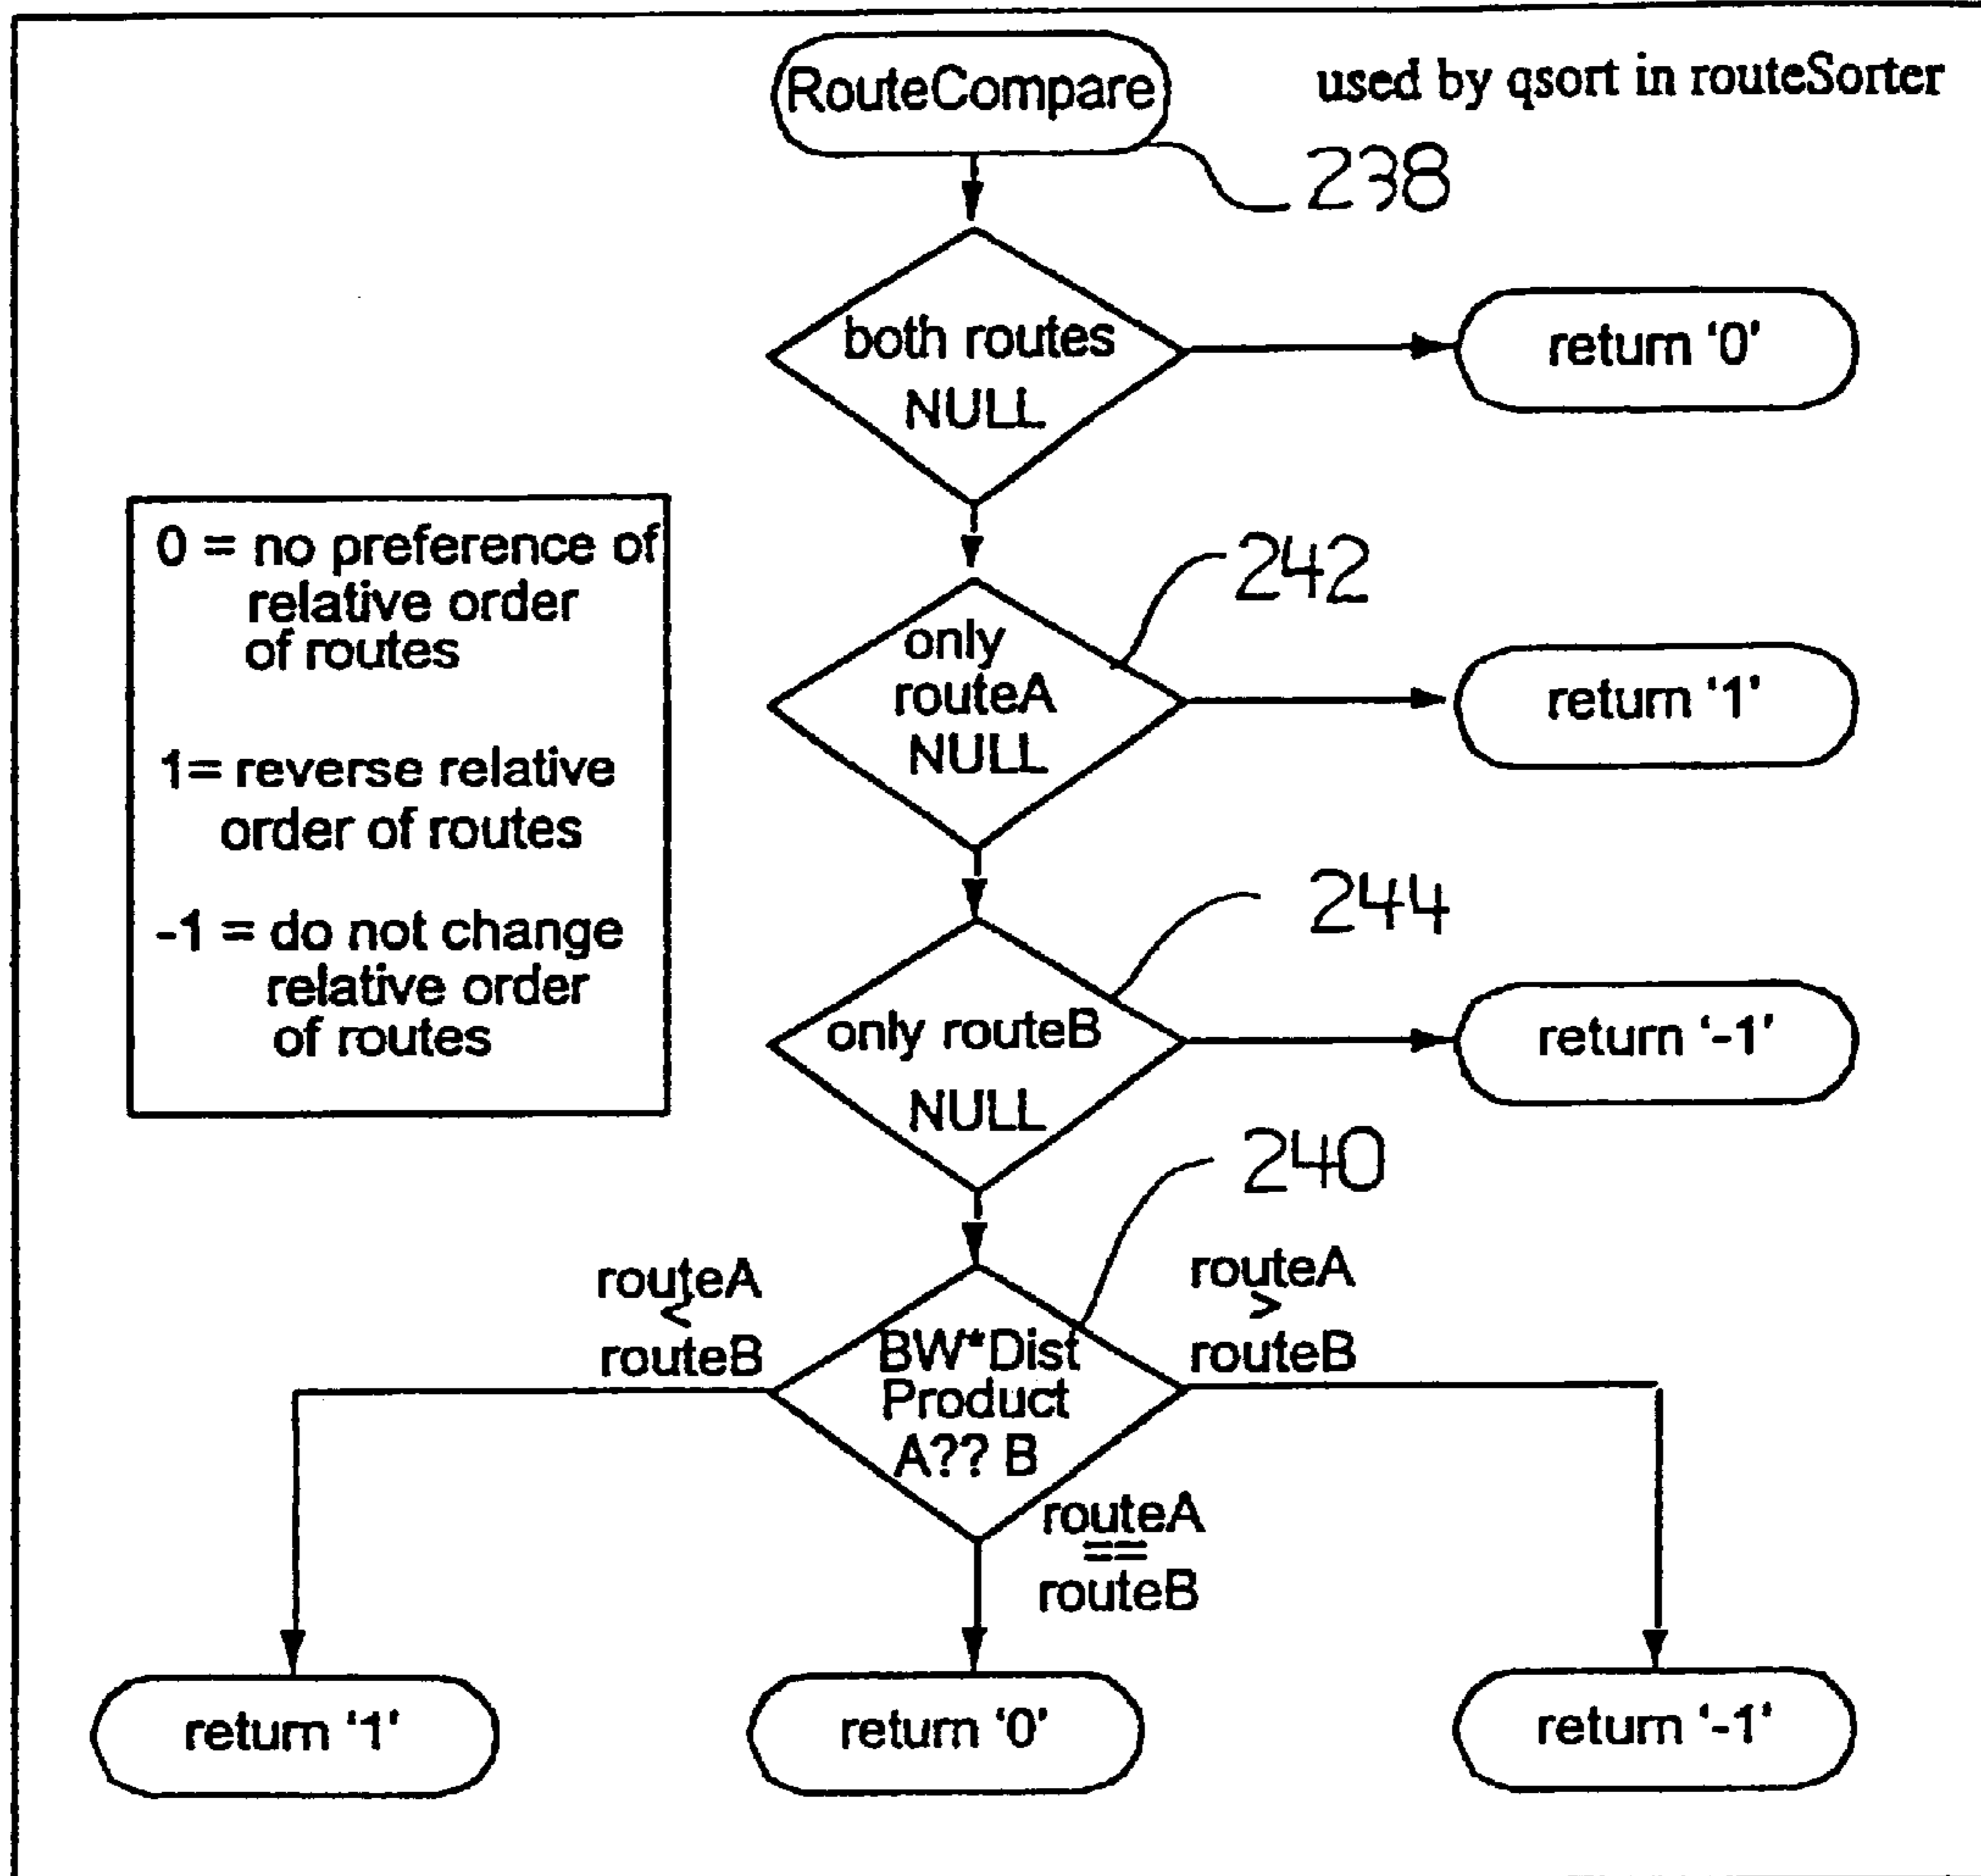 RouteCompare
used by qsort in routeSorter
238
both routes
NULL
return ‘0’
0 = no preference of
relative order
of routes
1= reverse relative
order of routes
-1 = do not change
relative order
of routes
242
only
routeA
NULL
return ‘1’
244
only routeB
NULL
return ‘-1’
240
routeA
<
routeB
BW*Dist
Product
A?? B
routeA
>
routeB
routeA
==
routeB
return ‘1’
return ‘0’
return ‘-1’